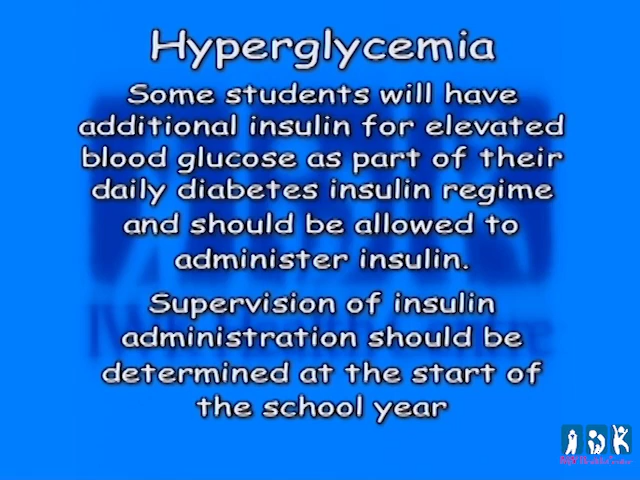 Hyperglycemia
Some students will have
additional insulin for elevated
blood glucose as part of their
daily diabetes insulin regime
and should be allowed to
administer insulin.
Supervision of insulin
administration should be
determined at the start of
the school year